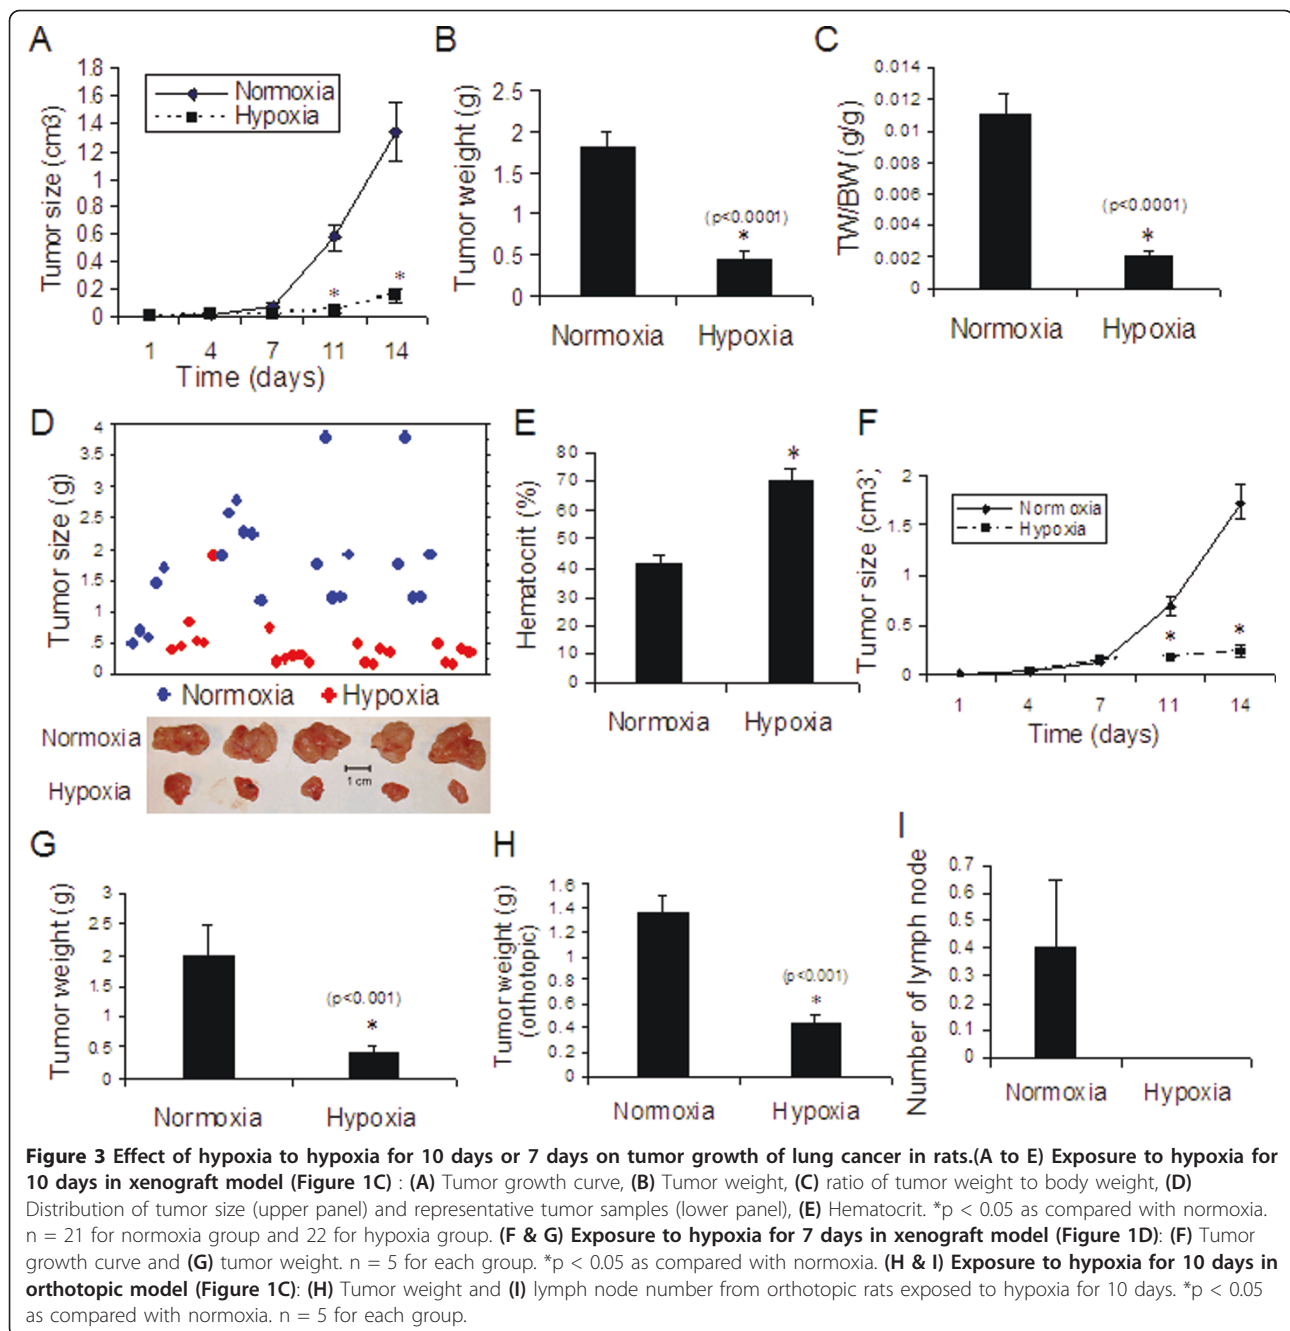 A
Tumor size (cm3)
1.8
1.6
1.4
1.2
1
0.8
0.6
0.4
0.2
0
Normoxia
Hypoxia
*
*
1 4 7 11 14
Time (days)
B
Tumor weight (g)
2.5
2
1.5
1
0.5
0
(p<0.0001)
*
Normoxia Hypoxia
C
TW/BW (g/g)
0.014
0.012
0.01
0.008
0.006
0.004
0.002
0
(p<0.0001)
*
Normoxia Hypoxia
D
Tumor size (g)
4
3.5
3
2.5
2
1.5
1
.5
0
Normoxia Hypoxia
Normoxia
Hypoxia
1 cm
E
Hematocrit (%)
80
70
60
50
40
30
20
10
0
*
Normoxia
Hypoxia
F
Tumor size (cm3)
2
1.5
1
0.5
0
Normoxia
Hypoxia
*
*
1 4 7 11 14
Time (days)
G
Tumor weight (g)
3
2.5
2
1.5
1
0.5
0
(p<0.001)
*
Normoxia Hypoxia
H
Tumor weight (g)
(orthotopic)
1.6
1.4
1.2
1
0.8
0.6
0.4
0.2
0
(p<0.001)
*
Normoxia Hypoxia
I
Number of lymph node
0.7
0.6
0.5
0.4
0.3
0.2
0.1
0
Normoxia Hypoxia
Figure 3 Effect of hypoxia to hypoxia for 10 days or 7 days on tumor growth of lung cancer in rats.(A to E) Exposure to hypoxia for
10 days in xenograft model (Figure 1C) : (A) Tumor growth curve, (B) Tumor weight, (C) ratio of tumor weight to body weight, (D)
Distribution of tumor size (upper panel) and representative tumor samples (lower panel), (E) Hematocrit. *p < 0.05 as compared with normoxia.
n = 21 for normoxia group and 22 for hypoxia group. (F & G) Exposure to hypoxia for 7 days in xenograft model (Figure 1D): (F) Tumor
growth curve and (G) tumor weight. n = 5 for each group. *p < 0.05 as compared with normoxia. (H & I) Exposure to hypoxia for 10 days in
orthotopic model (Figure 1C): (H) Tumor weight and (I) lymph node number from orthotopic rats exposed to hypoxia for 10 days. *p < 0.05
as compared with normoxia. n = 5 for each group.